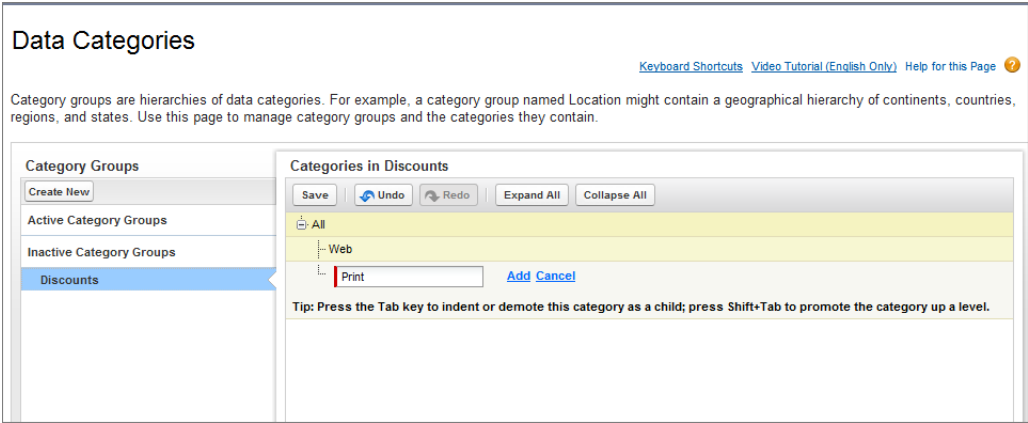 Data Categories
Keyboard Shortcuts Video Tutorial (English Only) Help for this Page ?
Category groups are hierarchies of data categories. For example, a category group named Location might contain a geographical hierarchy of continents, countries,
regions, and states. Use this page to manage category groups and the categories they contain.
Category Groups
Create New
Active Category Groups
Inactive Category Groups
Discounts
Categories in Discounts
Save Undo Redo Expand All Collapse All
All
Web
Print Add Cancel
Tip: Press the Tab key to indent or demote this category as a child; press Shift+Tab to promote the category up a level.